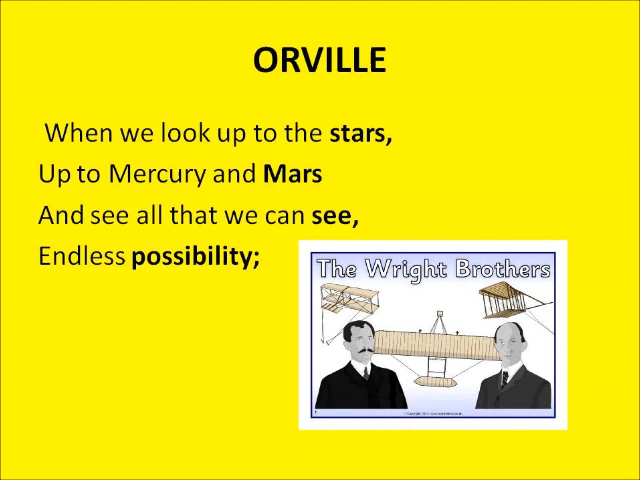 ORVILLE
When we look up to the stars,
Up to Mercury and Mars
And see all that we can see,
Endless possibility;
The Wright Brothers